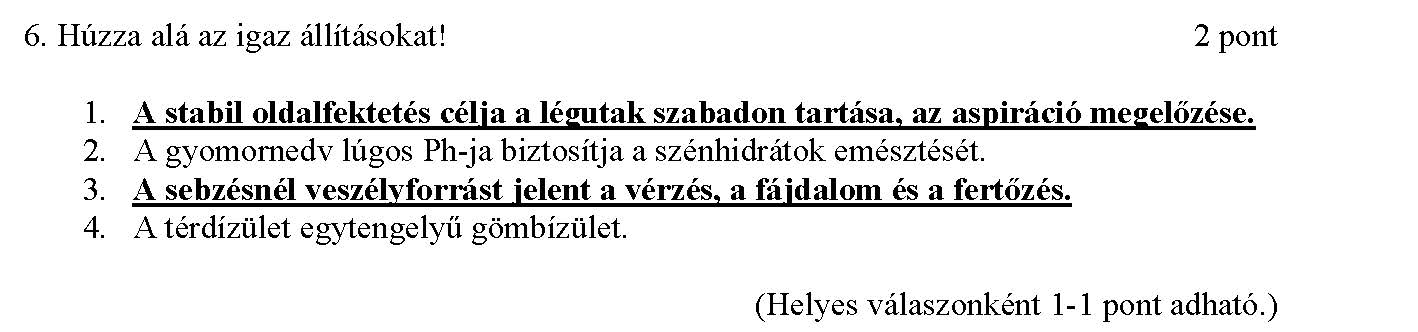 6. Húzza alá az igaz állításokat! 2 pont
1. A stabil oldalfektetés célja a légutak szabadon tartása, az aspiráció megelőzése.
2. A gyomornedv lúgos Ph-ja biztosítja a szénhidrátok emésztését.
3. A sebzésnél veszélyforrást jelent a vérzés, a fájdalom és a fertőzés.
4. A térdízület egytengelyű gömbízület.
(Helyes válaszonként 1-1 pont adható.)